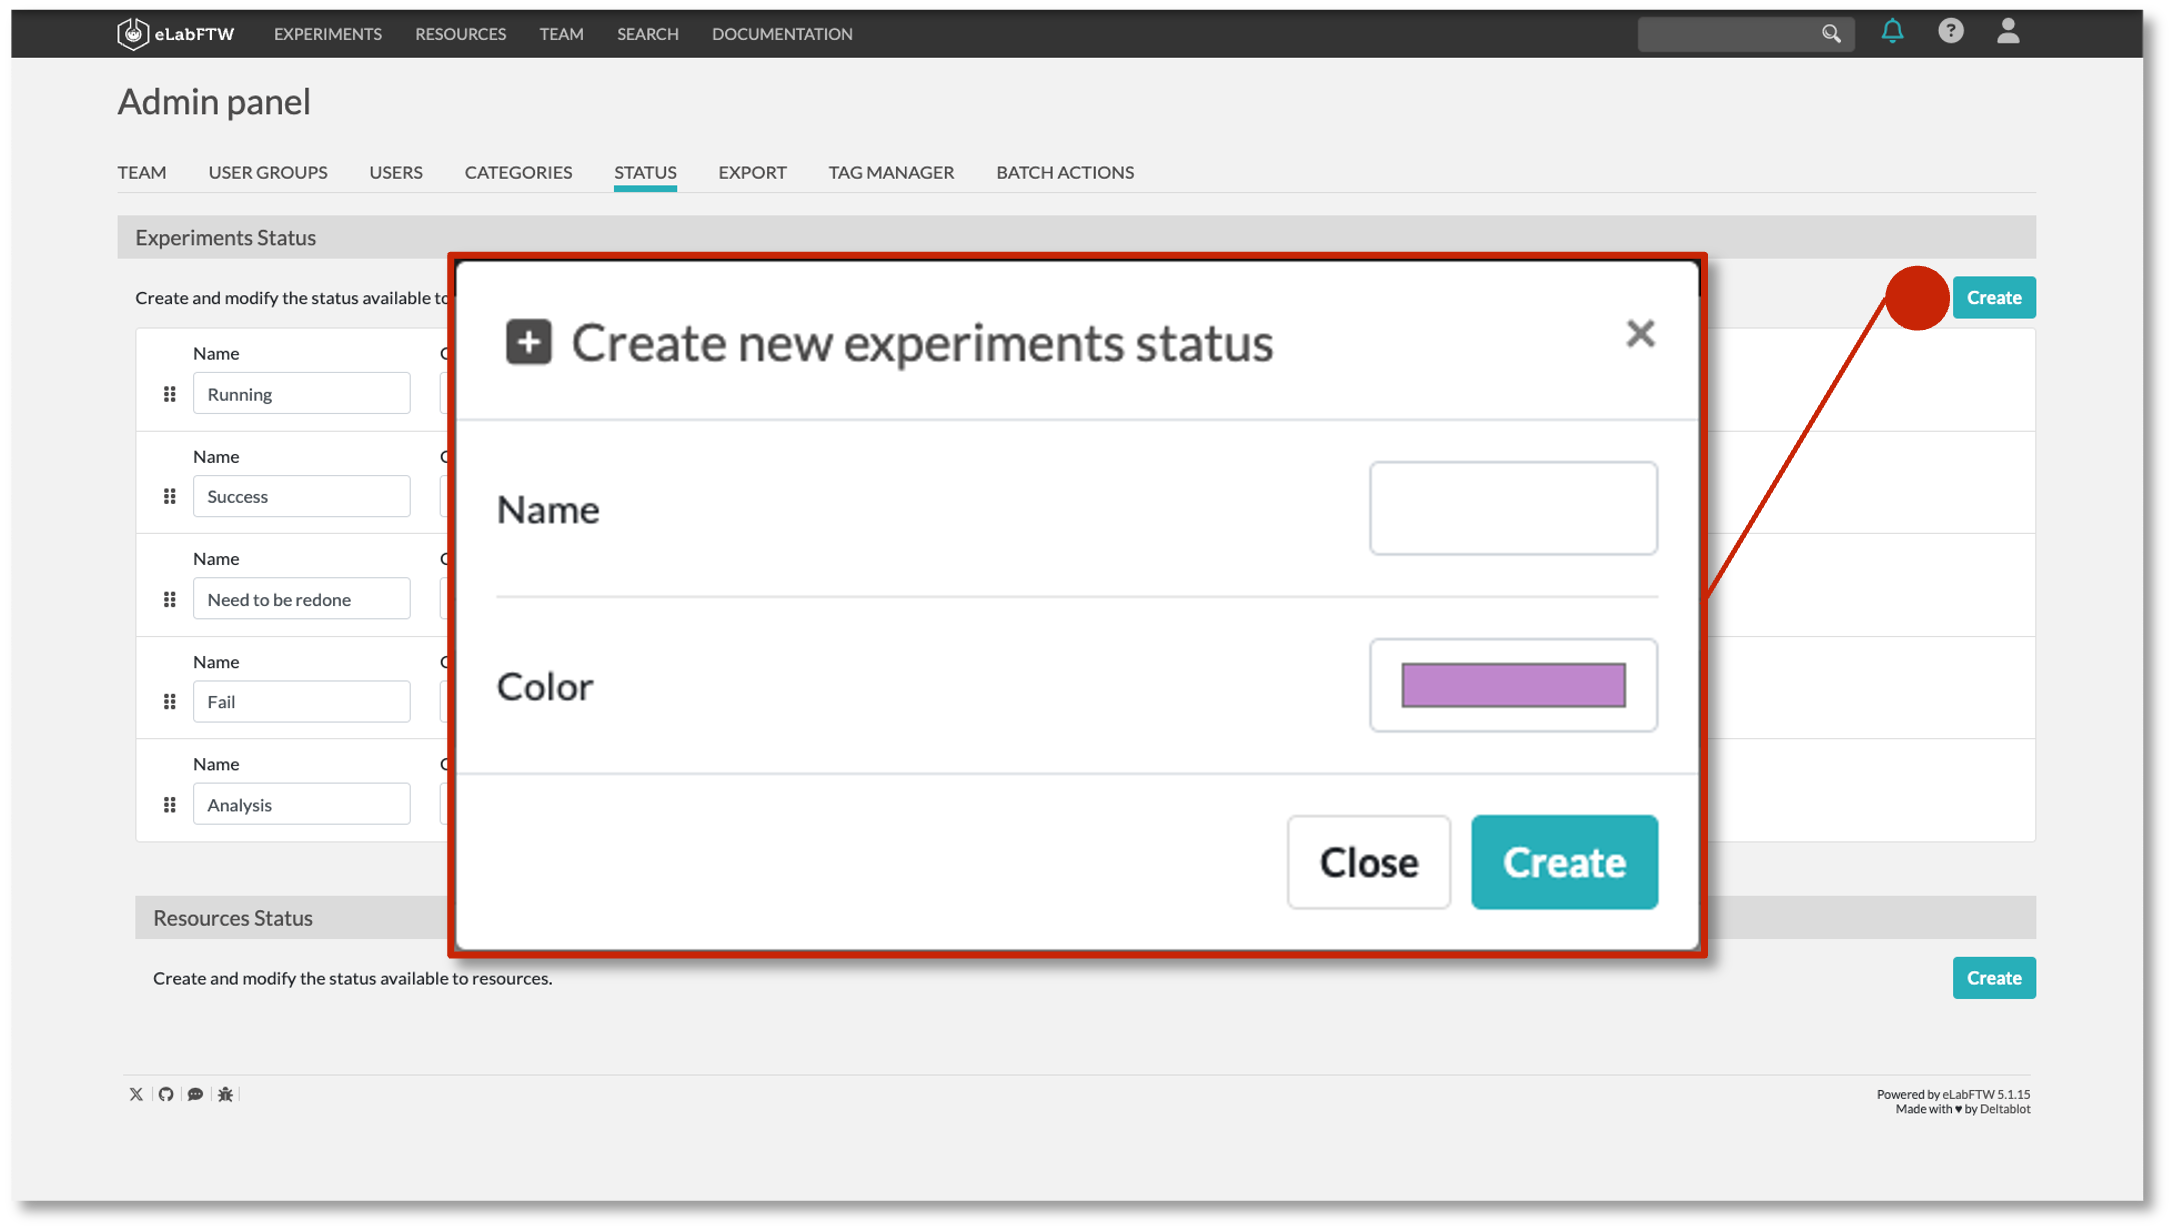 eLabFTW EXPERIMENTS RESOURCES TEAM SEARCH DOCUMENTATION ?
Admin panel
TEAM USER GROUPS USERS CATEGORIES STATUS EXPORT TAG MANAGER BATCH ACTIONS
Experiments Status
Create and modify the status available to
Create
Name
Running
Name
Success
Name
Need to be redone
Name
Fail
Name
Analysis
Create new experiments status
Name
Color
Close Create
Resources Status
Create and modify the status available to resources.
Create
Powered by eLabFTW 5.1.15
Made with ♥ by Deltablot